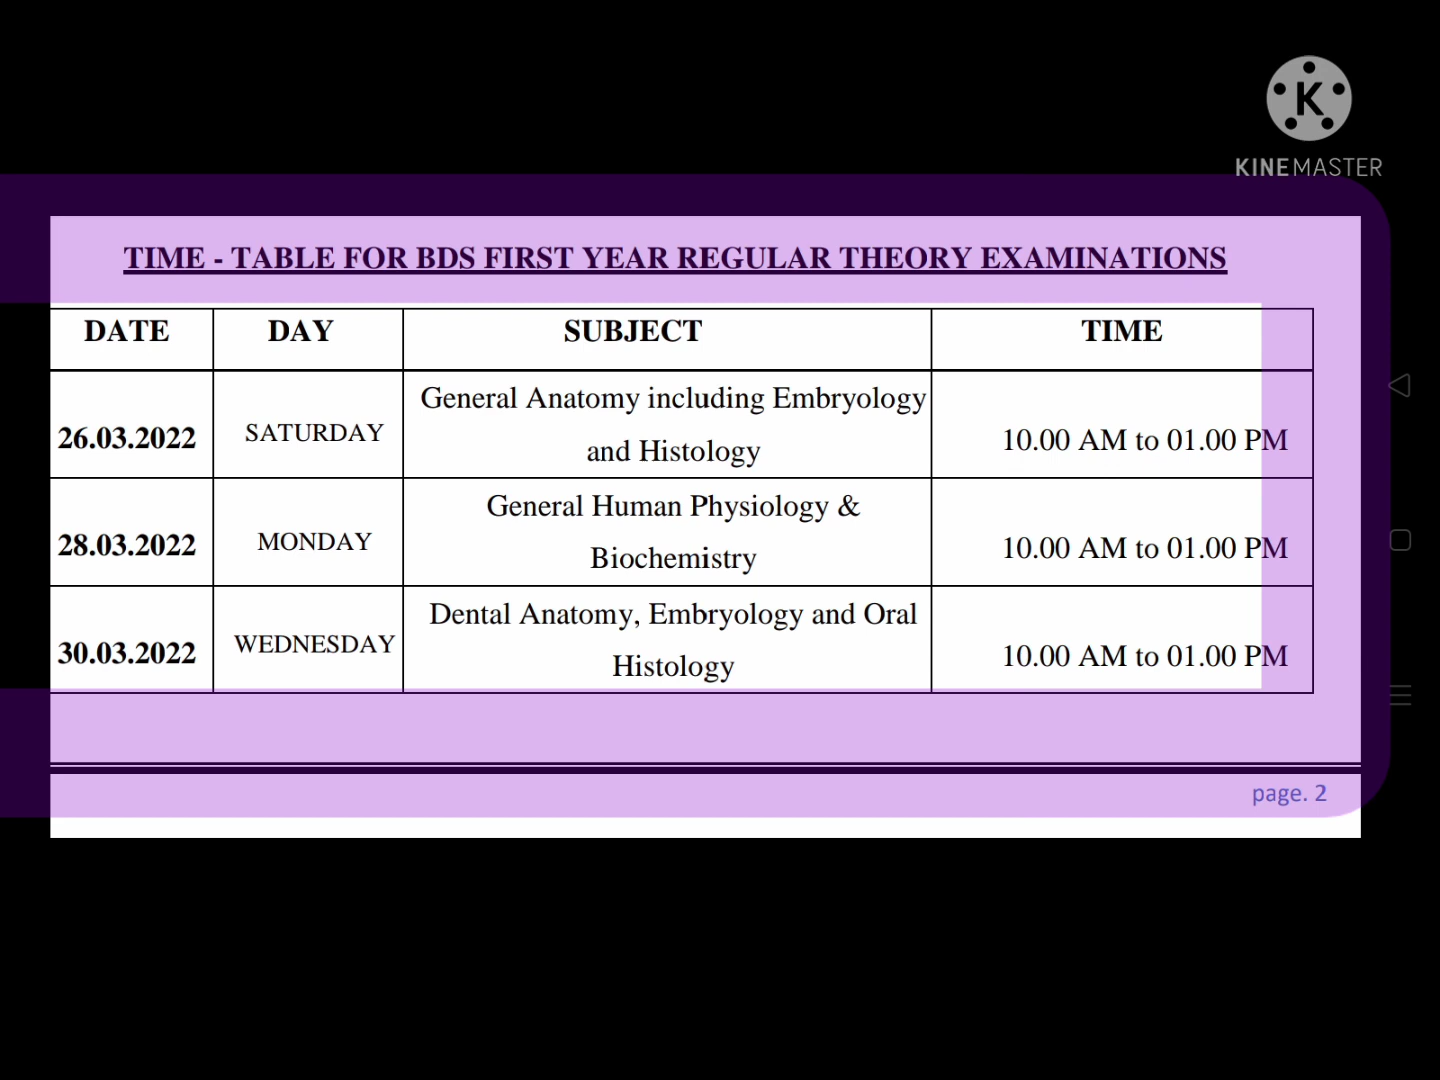 KINEMASTER
TIME - TABLE FOR BDS FIRST YEAR REGULAR THEORY EXAMINATIONS
DATE DAY SUBJECT TIME
26.03.2022 SATURDAY General Anatomy including Embryology
and Histology 10.00 AM to 01.00 PM
28.03.2022 MONDAY General Human Physiology &
Biochemistry 10.00 AM to 01.00 PM
30.03.2022 WEDNESDAY Dental Anatomy, Embryology and Oral
Histology 10.00 AM to 01.00 PM
page. 2